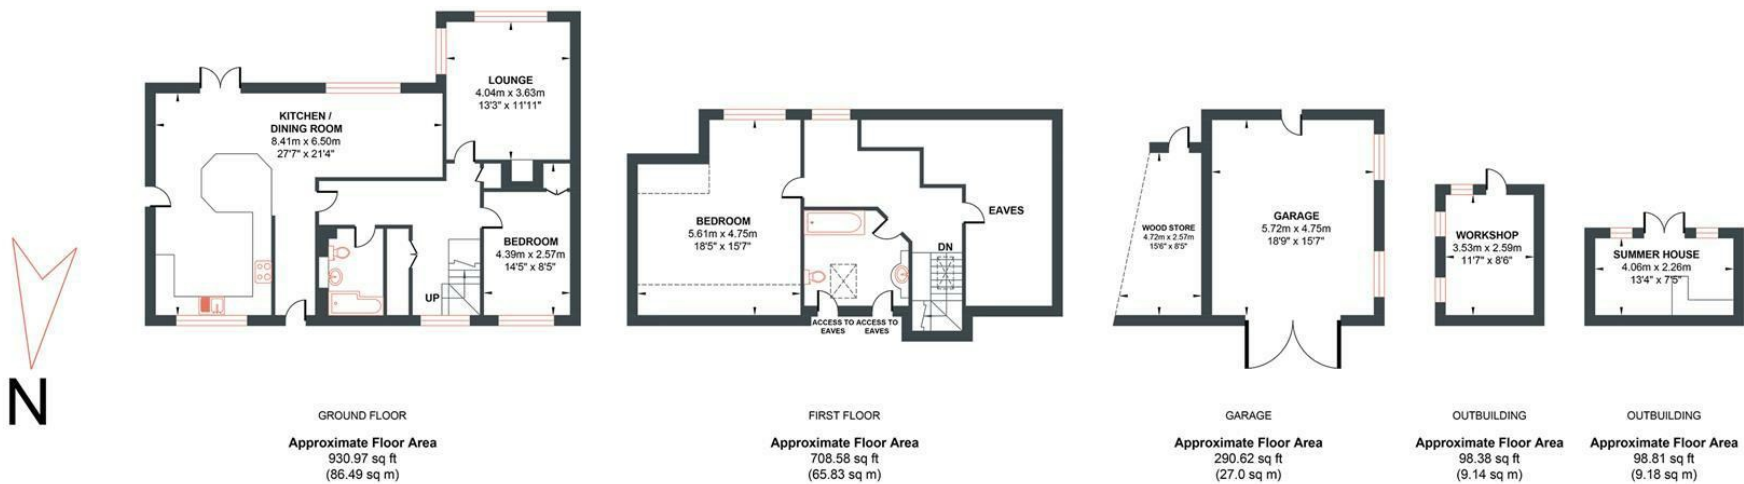 LOUNGE
4.04m x 3.63m
13'3" x 11'11"
KITCHEN /
DINING ROOM
8.41m x 6.50m
27'7" x 21'4"
BEDROOM
4.39m x 2.57m
14'5" x 8'5"
UP
N
GROUND FLOOR
Approximate Floor Area
930.97 sq ft
(86.49 sq m)
BEDROOM
5.61m x 4.75m
18'5" x 15'7"
EAVES
DN
ACCESS TO
EAVES
ACCESS TO
EAVES
FIRST FLOOR
Approximate Floor Area
708.58 sq ft
(65.83 sq m)
WOOD STORE
4.72m x 2.57m
15'6" x 8'5"
GARAGE
5.72m x 4.75m
18'9" x 15'7"
GARAGE
Approximate Floor Area
290.62 sq ft
(27.0 sq m)
WORKSHOP
3.53m x 2.59m
11'7" x 8'6"
OUTBUILDING
Approximate Floor Area
98.38 sq ft
(9.14 sq m)
SUMMER HOUSE
4.06m x 2.26m
13'4" x 7'5"
OUTBUILDING
Approximate Floor Area
98.81 sq ft
(9.18 sq m)